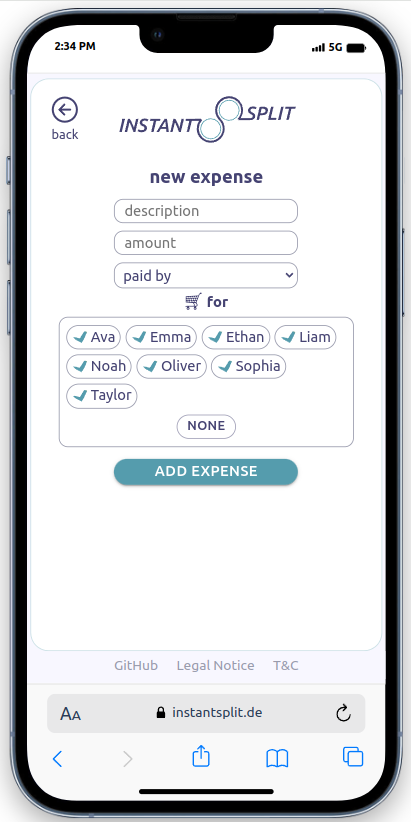 2:34 PM 5G
INSTANT SPLIT
back
new expense
description
amount
paid by
for
Ava Emma Ethan Liam
Noah Oliver Sophia
Taylor
NONE
ADD EXPENSE
GitHub Legal Notice T&C
AA instantsplit.de